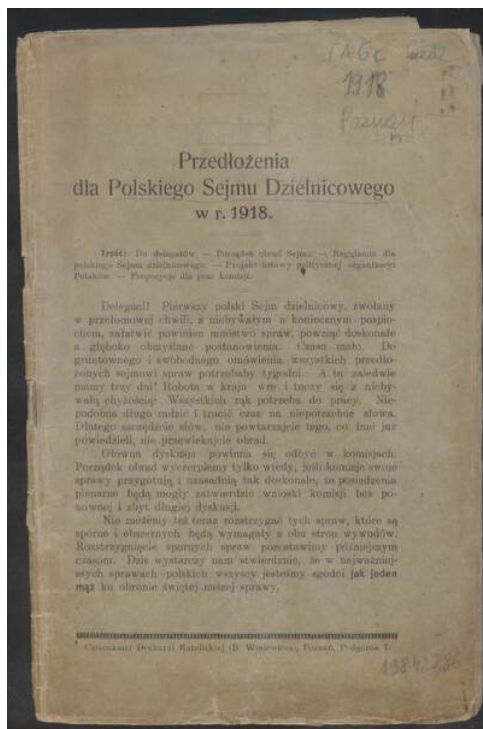 1918
Poznań
Przedłożenia
dla Polskiego Sejmu Dzielnicowego
w r. 1918.
Treść: Do delegatów. — Porządek obrad Sejmu. — Regulamin dla
polskiego Sejmu dzielnicowego. — Projekt ustawy politycznej organizacyi
Polaków. — Propozycje dla prac komisji.
Delegaci! Pierwszy polski Sejm dzielnicowy, zwołany
w przełomowej chwili, z niebywałym a koniecznym pospie-
chem, załatwić powinien mnóstwo spraw, powziąć doskonałe
a głęboko obmyślane postanowienia. Czasu mało. Do
gruntownego i swobodnego omówienia wszystkich przedło-
żonych sejmowi spraw potrzebaby tygodni. A tu zaledwie
mamy trzy dni! Robota w kraju wre i toczy się z nieby-
wałą chyżością. Wszystkich rąk potrzeba do pracy. Nie-
podobna długo radzić i tracić czas na niepotrzebne słowa.
Dlatego szczędźcie słów, nie powtarzajcie tego, co inni już
powiedzieli, nie przewlekajcie obrad.
Główna dyskusja powinna się odbyć w komisjach.
Porządek obrad wyczerpiemy tylko wtedy, jeśli komisje swoje
sprawy przygotują i uzasadnią tak doskonale, że posiedzenia
plenarne będą mogły zatwierdzić wnioski komisji bez po-
nownej i zbyt długiej dyskusji.
Nie możemy też teraz rozstrzygać tych spraw, które są
sporne i obszernych będą wymagały z obu stron wywodów.
Rozstrzygnięcie spornych spraw pozostawimy późniejszym
czasom. Dziś wystarczy nam stwierdzenie, że w najważniej-
szych sprawach polskich wszyscy jesteśmy zgodni jak jeden
mąż ku obronie świętej naszej sprawy.
Czcionkami Drukarni Katolickiej Poznań, Podgórna 7.